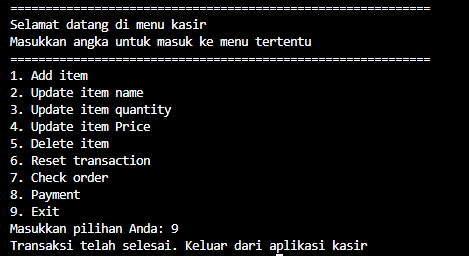 ============================================================
Selamat datang di menu kasir
Masukkan angka untuk masuk ke menu tertentu
============================================================
1. Add item
2. Update item name
3. Update item quantity
4. Update item Price
5. Delete item
6. Reset transaction
7. Check order
8. Payment
9. Exit
Masukkan pilihan Anda: 9
Transaksi telah selesai. Keluar dari aplikasi kasir